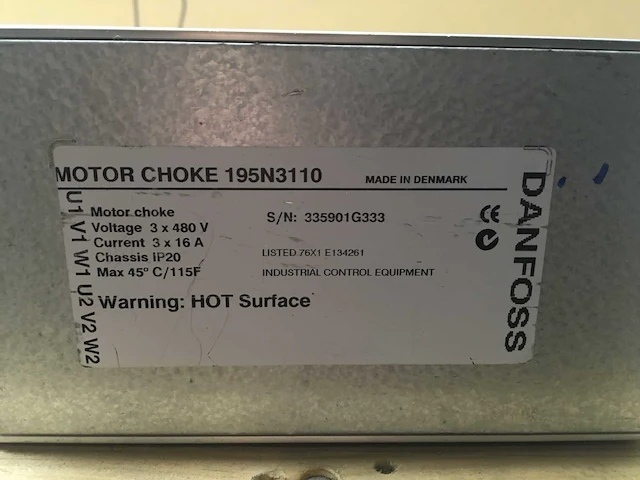 MOTOR CHOKE 195N3110 MADE IN DENMARK
Motor choke
Voltage 3 x 480 V
Current 3 x 16 A
Chassis IP20
Max 45° C/115F
S/N: 335901G333
LISTED 76X1 E134261
INDUSTRIAL CONTROL EQUIPMENT
Warning: HOT Surface
U1 V1 W1 U2 V2 W2
CE
DANFOSS